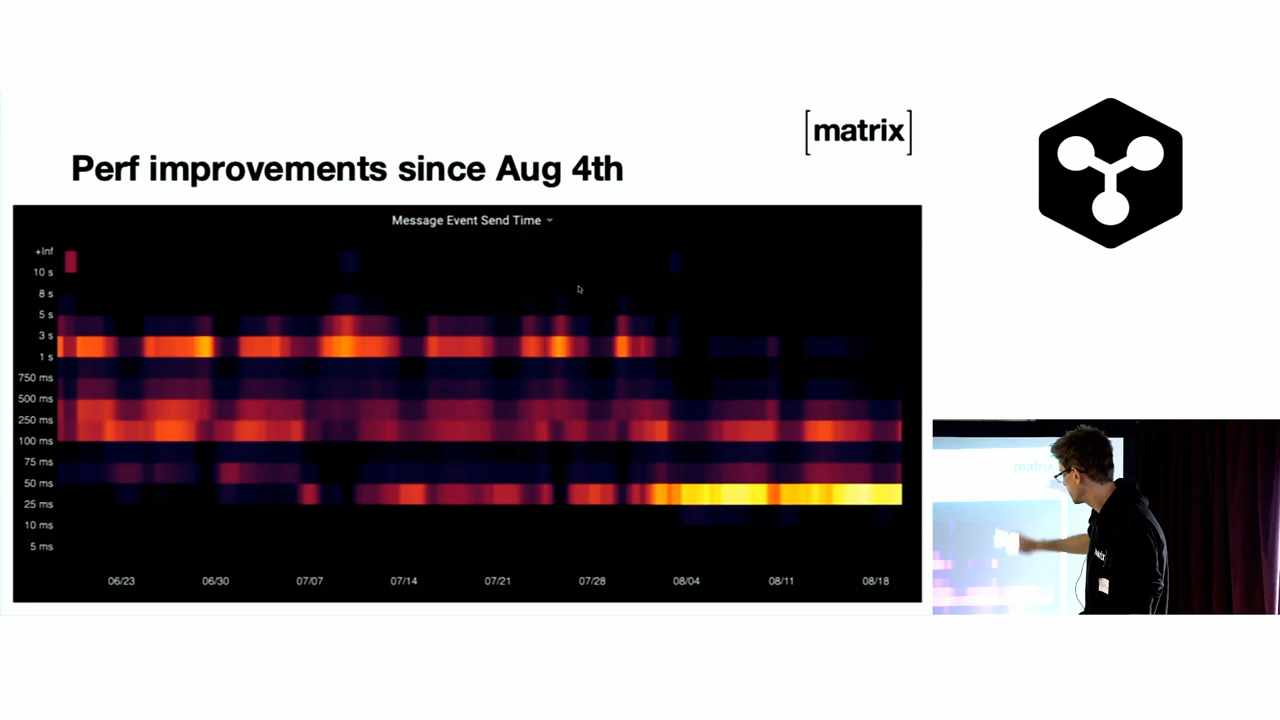 [matrix]
Perf improvements since Aug 4th
Message Event Send Time
+Inf
10 s
8 s
5 s
3 s
1 s
750 ms
500 ms
250 ms
100 ms
75 ms
50 ms
25 ms
10 ms
5 ms
06/23 06/30 07/07 07/14 07/21 07/28 08/04 08/11 08/18
matrix